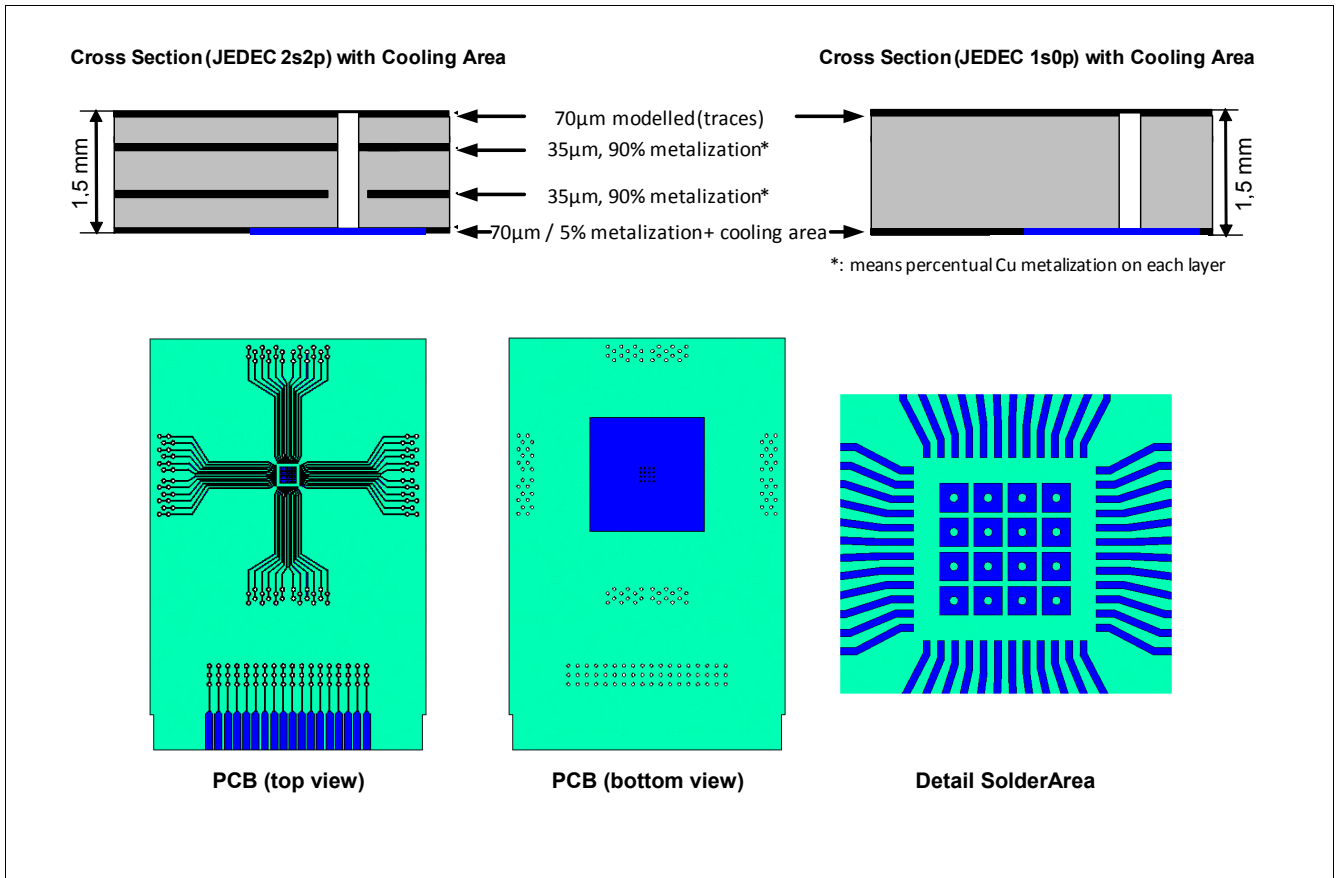 Cross Section (JEDEC 2s2p) with Cooling Area
Cross Section (JEDEC 1s0p) with Cooling Area
1,5 mm
70µm modelled (traces)
35µm, 90% metalization*
35µm, 90% metalization*
70µm / 5% metalization + cooling area
1,5 mm
*: means percentual Cu metalization on each layer
PCB (top view)
PCB (bottom view)
Detail SolderArea